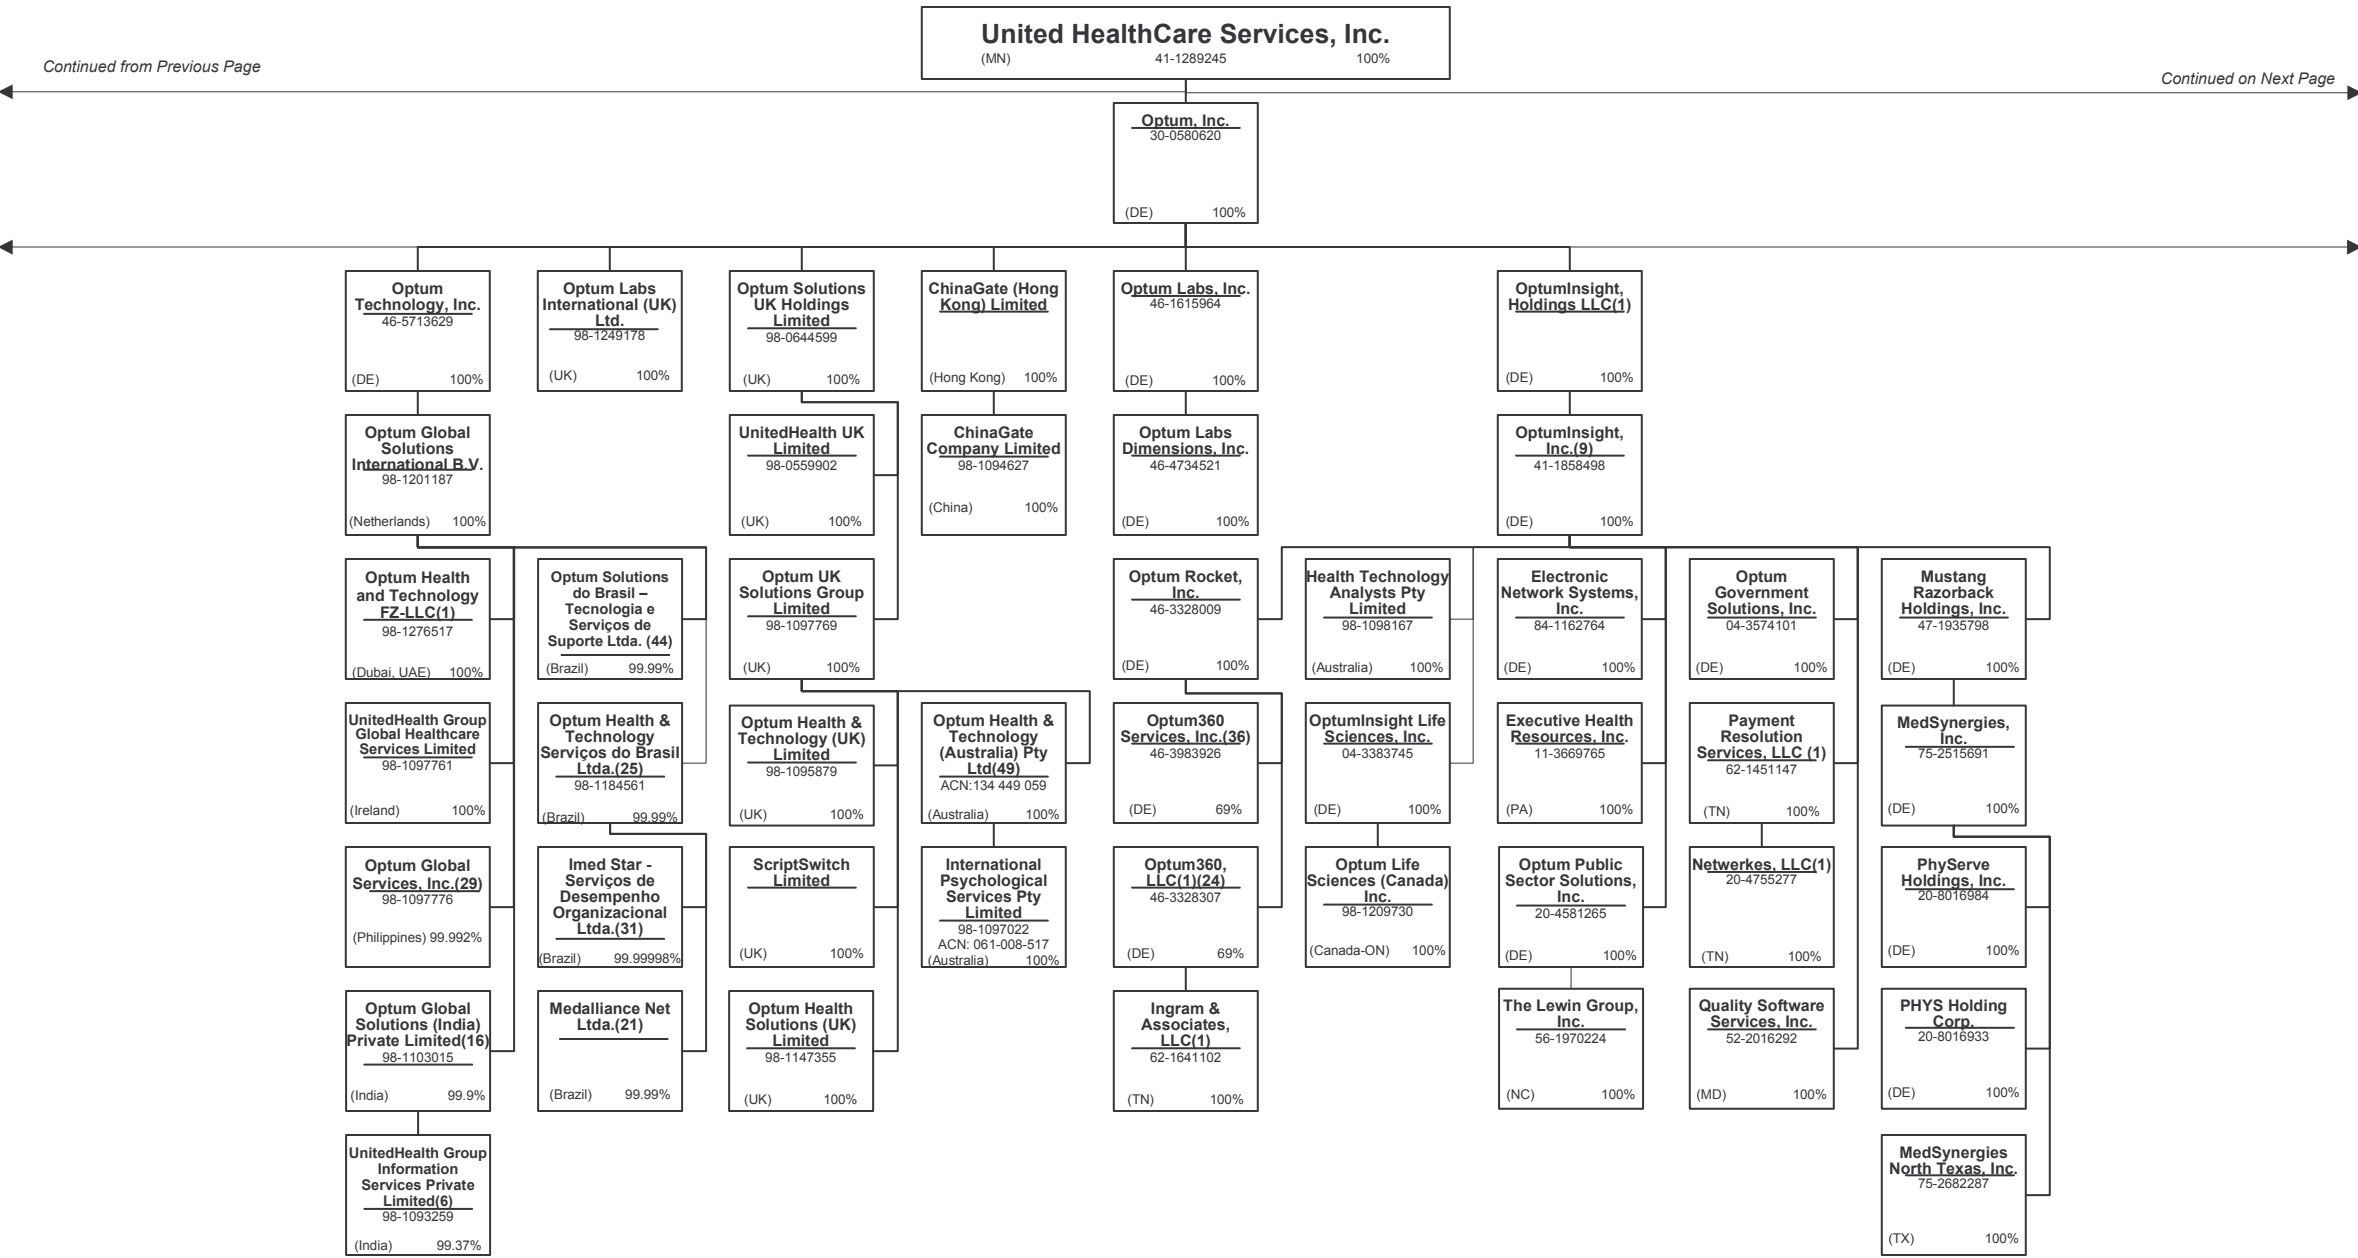 United HealthCare Services, Inc.
(MN) 41-1289245 100%
Continued from Previous Page
Continued on Next Page
Optum, Inc.
30-0580620
(DE) 100%
Optum
Technology, Inc.
46-5713629
(DE) 100%
Optum Labs
International (UK)
Ltd.
98-1249178
(UK) 100%
Optum Solutions
UK Holdings
Limited
98-0644599
(UK) 100%
ChinaGate (Hong
Kong) Limited
(Hong Kong) 100%
Optum Labs, Inc.
46-1615964
(DE) 100%
OptumInsight,
Holdings LLC(1)
(DE) 100%
Optum Global
Solutions
International B.V.
98-1201187
(Netherlands) 100%
UnitedHealth UK
Limited
98-0559902
(UK) 100%
ChinaGate
Company Limited
98-1094627
(China) 100%
Optum Labs
Dimensions, Inc.
46-4734521
(DE) 100%
OptumInsight,
Inc.(9)
41-1858498
(DE) 100%
Optum Health
and Technology
FZ-LLC(1)
98-1276517
(Dubai, UAE) 100%
Optum Solutions
do Brasil –
Tecnologia e
Serviços de
Suporte Ltda. (44)
(Brazil) 99.99%
Optum UK
Solutions Group
Limited
98-1097769
(UK) 100%
Optum Rocket,
Inc.
46-3328009
(DE) 100%
Health Technology
Analysts Pty
Limited
98-1098167
(Australia) 100%
Electronic
Network Systems,
Inc.
84-1162764
(DE) 100%
Optum
Government
Solutions, Inc.
04-3574101
(DE) 100%
Mustang
Razorback
Holdings, Inc.
47-1935798
(DE) 100%
UnitedHealth Group
Global Healthcare
Services Limited
98-1097761
(Ireland) 100%
Optum Health &
Technology
Serviços do Brasil
Ltda.(25)
98-1184561
(Brazil) 99.99%
Optum Health &
Technology (UK)
Limited
98-1095879
(UK) 100%
Optum Health &
Technology
(Australia) Pty
Ltd(49)
ACN:134 449 059
(Australia) 100%
Optum360
Services, Inc.(36)
46-3983926
(DE) 69%
OptumInsight Life
Sciences, Inc.
04-3383745
(DE) 100%
Executive Health
Resources, Inc.
11-3669765
(PA) 100%
Payment
Resolution
Services, LLC (1)
62-1451147
(TN) 100%
MedSynergies,
Inc.
75-2515691
(DE) 100%
Optum Global
Services, Inc.(29)
98-1097776
(Philippines) 99.992%
Imed Star -
Serviços de
Desempenho
Organizacional
Ltda.(31)
(Brazil) 99.99998%
ScriptSwitch
Limited
(UK) 100%
International
Psychological
Services Pty
Limited
98-1097022
ACN: 061-008-517
(Australia) 100%
Optum360,
LLC(1)(24)
46-3328307
(DE) 69%
Optum Life
Sciences (Canada)
Inc.
98-1209730
(Canada-ON) 100%
Optum Public
Sector Solutions,
Inc.
20-4581265
(DE) 100%
Netwerkes, LLC(1)
20-4755277
(TN) 100%
PhyServe
Holdings, Inc.
20-8016984
(DE) 100%
Optum Global
Solutions (India)
Private Limited(16)
98-1103015
(India) 99.9%
Medalliance Net
Ltda.(21)
(Brazil) 99.99%
Optum Health
Solutions (UK)
Limited
98-1147355
(UK) 100%
Ingram &
Associates,
LLC(1)
62-1641102
(TN) 100%
The Lewin Group,
Inc.
56-1970224
(NC) 100%
Quality Software
Services, Inc.
52-2016292
(MD) 100%
PHYS Holding
Corp.
20-8016933
(DE) 100%
UnitedHealth Group
Information
Services Private
Limited(6)
98-1093259
(India) 99.37%
MedSynergies
North Texas, Inc.
75-2682287
(TX) 100%